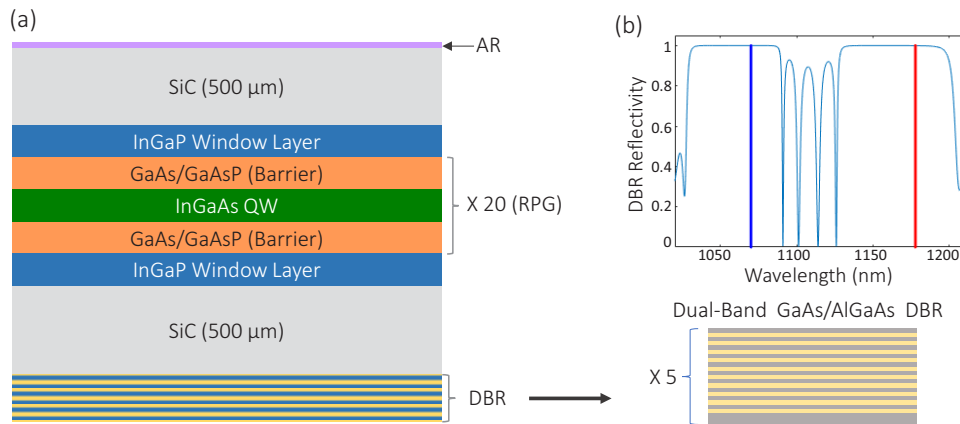 (a)
AR
SiC (500 µm)
InGaP Window Layer
GaAs/GaAsP (Barrier)
InGaAs QW
X 20 (RPG)
GaAs/GaAsP (Barrier)
InGaP Window Layer
SiC (500 µm)
DBR
(b)
DBR Reflectivity
1
0.8
0.6
0.4
0.2
0
1050
1100
1150
1200
Wavelength (nm)
Dual-Band GaAs/AlGaAs DBR
X 5